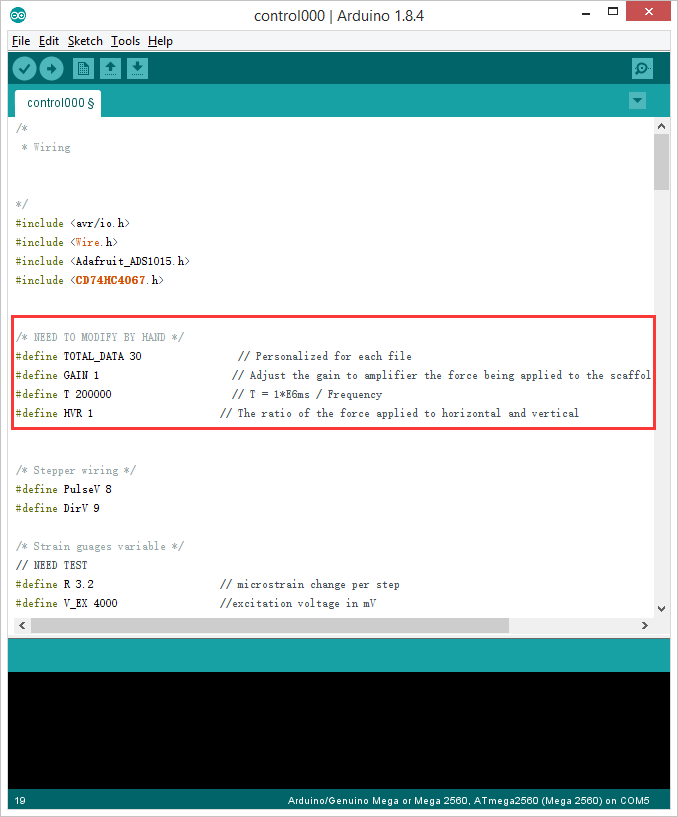 control000 | Arduino 1.8.4
File Edit Sketch Tools Help
control000 §
/*
* Wiring
*/
#include <avr/io.h>
#include <Wire.h>
#include <Adafruit_ADS1015.h>
#include <CD74HC4067.h>
/* NEED TO MODIFY BY HAND */
#define TOTAL_DATA 30 // Personalized for each file
#define GAIN 1 // Adjust the gain to amplifier the force being applied to the scaffol
#define T 200000 // T = 1*E6ms / Frequency
#define HVR 1 // The ratio of the force applied to horizontal and vertical
/* Stepper wiring */
#define PulseV 8
#define DirV 9
/* Strain guages variable */
// NEED TEST
#define R 3.2 // microstrain change per step
#define V_EX 4000 //excitation voltage in mV
19 Arduino/Genuino Mega or Mega 2560, ATmega2560 (Mega 2560) on COM5